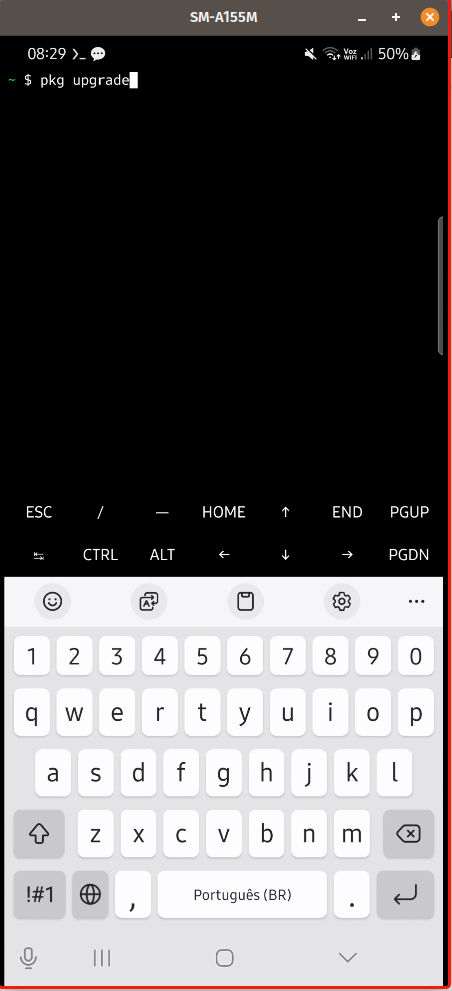 SM-A155M
08:29 >_ Voz WiFi 50%
~ $ pkg upgrade
ESC / — HOME ↑ END PGUP
↹ CTRL ALT ← ↓ → PGDN
1 2 3 4 5 6 7 8 9 0
q w e r t y u i o p
a s d f g h j k l
z x c v b n m
!#1 , Português (BR) .